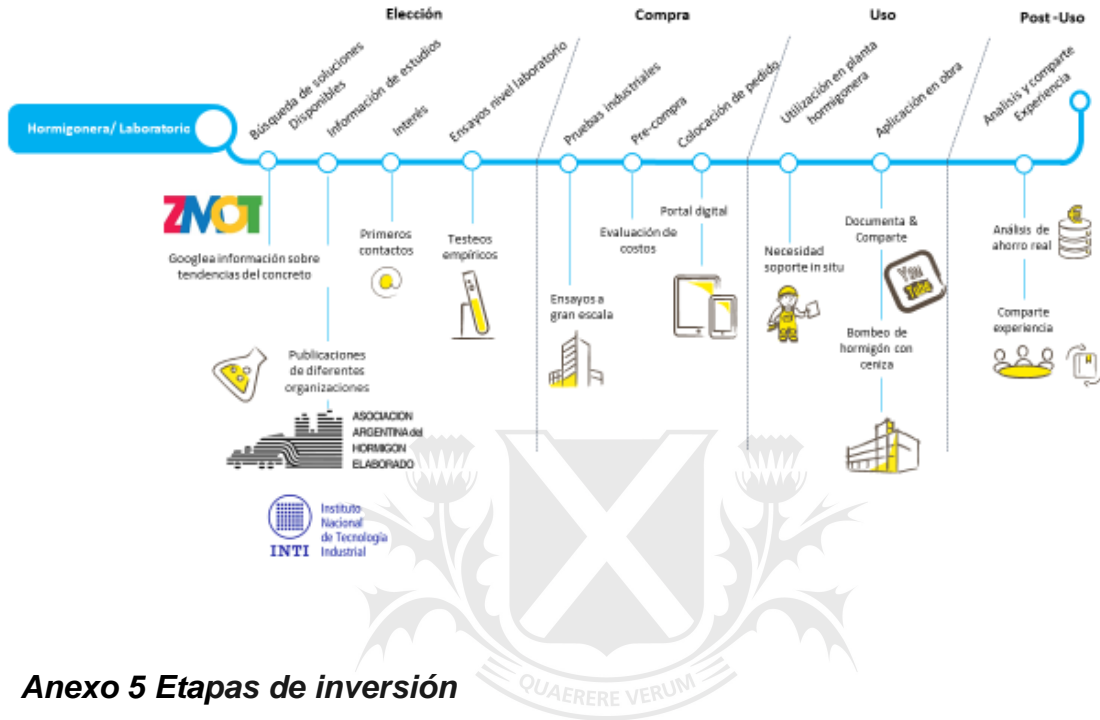 Elección
Compra
Uso
Post -Uso
Hormigonera/ Laboratorio
Búsqueda de soluciones
Disponibles
Información de estudios
Interés
Ensayos nivel laboratorio
Pruebas industriales
Pre-compra
Colocación de pedido
Utilización en planta
hormigonera
Aplicación en obra
Analisis y comparte
Experiencia
ZMOT
Googlea información sobre
tendencias del concreto
Publicaciones
de diferentes
organizaciones
ASOCIACION
ARGENTINA del
HORMIGON
ELABORADO
INTI
Instituto
Nacional
de Tecnología
Industrial
Primeros
contactos
Testeos
empíricos
Ensayos a
gran escala
Evaluación de
costos
Portal digital
Necesidad
soporte in situ
Documenta &
Comparte
You
Tube
Bombeo de
hormigón con
ceniza
Análisis de
ahorro real
Comparte
experiencia
QUAERERE VERUM
Anexo 5 Etapas de inversión